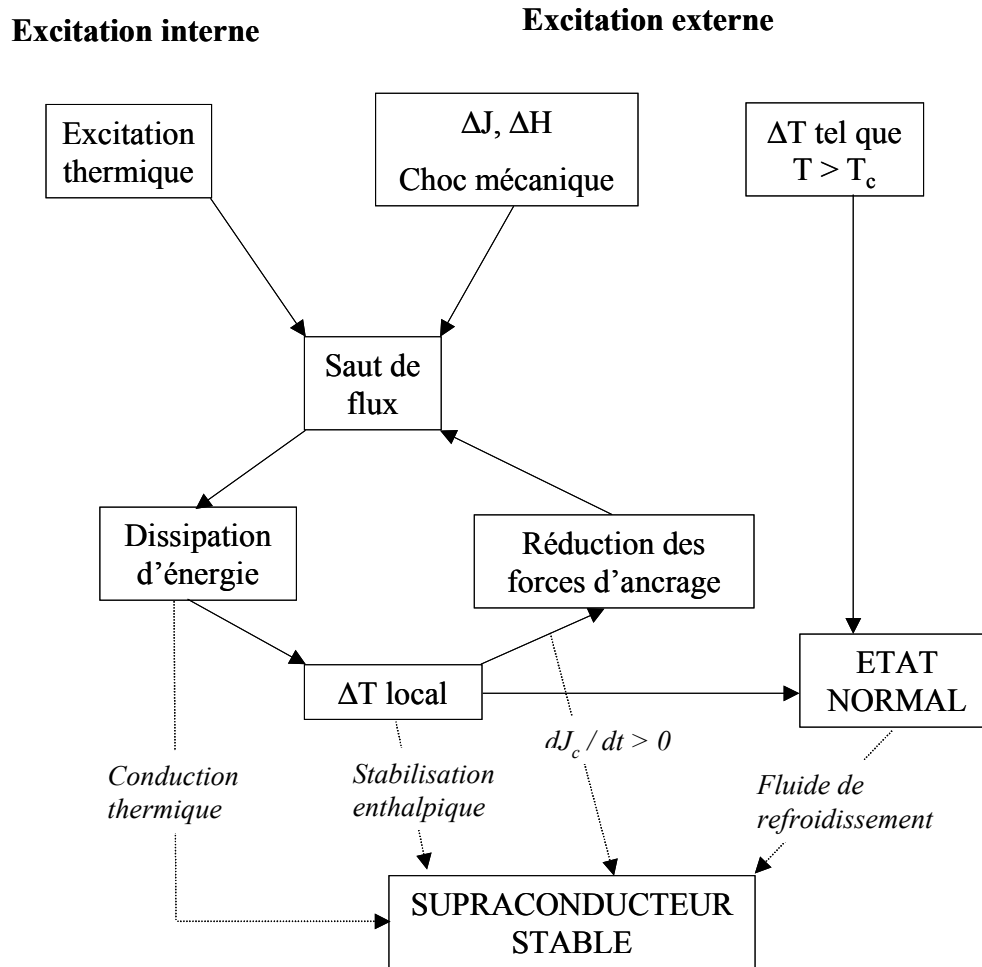 Excitation interne
Excitation externe
Excitation
thermique
ΔJ, ΔH
Choc mécanique
ΔT tel que
T > Tc
Saut de
flux
Dissipation
d'énergie
Réduction des
forces d'ancrage
ΔT local
ETAT
NORMAL
Conduction
thermique
Stabilisation
enthalpique
dJc / dt > 0
Fluide de
refroidissement
SUPRACONDUCTEUR
STABLE